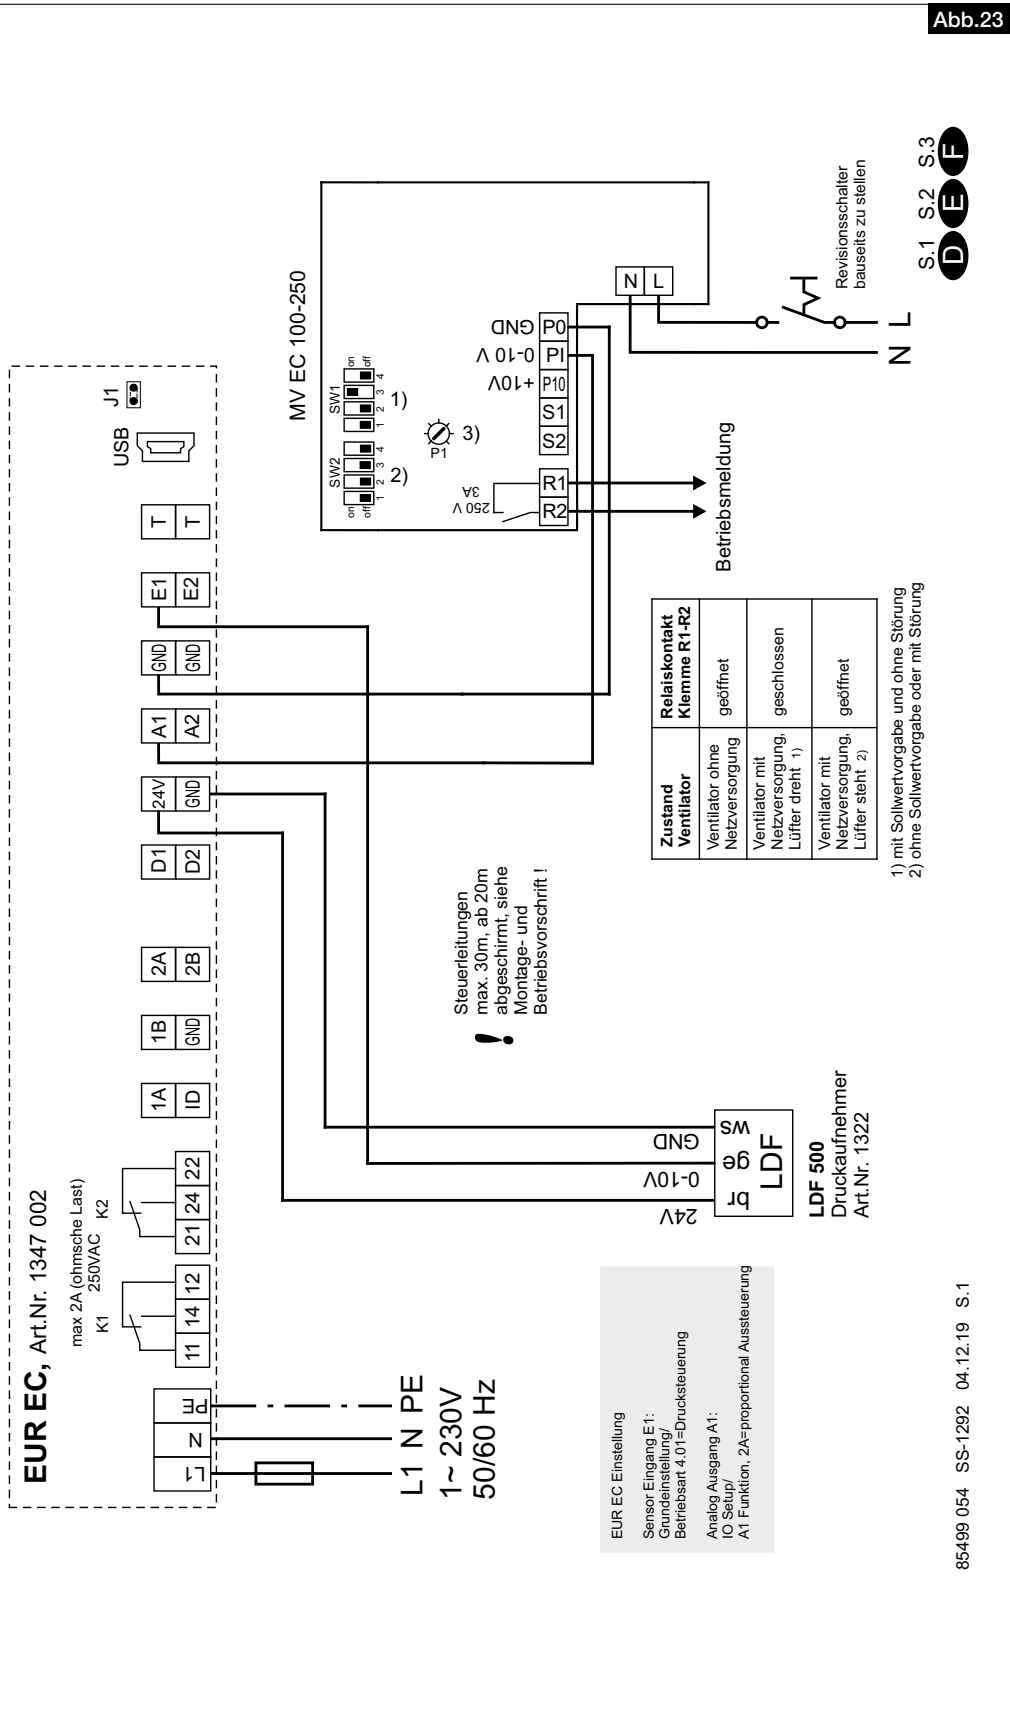 Abb.23
EUR EC, Art.Nr. 1347 002
max 2A (ohmsche Last)
250VAC
K1
K2
L1
N
PE
11
14
12
21
24
22
1A
ID
1B
GND
2A
2B
D1
D2
24V
GND
A1
A2
GND
GND
E1
E2
T
T
USB
J1
L1 N PE
1~ 230V
50/60 Hz
MV EC 100-250
SW2
on
off
1 2 3 4
2)
SW1
on
off
1 2 3 4
1)
P1
3)
250 V
3A
R2
R1
S2
S1
P10
PI
P0
+10V
0-10 V
GND
N
L
Betriebsmeldung
N
L
Revisionsschalter
bauseits zu stellen
! Steuerleitungen
max. 30m, ab 20m
abgeschirmt, siehe
Montage- und
Betriebsvorschrift !
24V
0-10V
GND
br
ge
ws
LDF
LDF 500
Druckaufnehmer
Art.Nr. 1322
Zustand
Ventilator
Relaiskontakt
Klemme R1-R2
Ventilator ohne
Netzversorgung
geöffnet
Ventilator mit
Netzversorgung,
Lüfter dreht 1)
geschlossen
Ventilator mit
Netzversorgung,
Lüfter steht 2)
geöffnet
1) mit Sollwertvorgabe und ohne Störung
2) ohne Sollwertvorgabe oder mit Störung
EUR EC Einstellung
Sensor Eingang E1:
Grundeinstellung/
Betriebsart 4.01=Drucksteuerung
Analog Ausgang A1:
IO Setup/
A1 Funktion, 2A=proportional Aussteuerung
85499 054 SS-1292 04.12.19 S.1
S.1 S.2 S.3
D E F